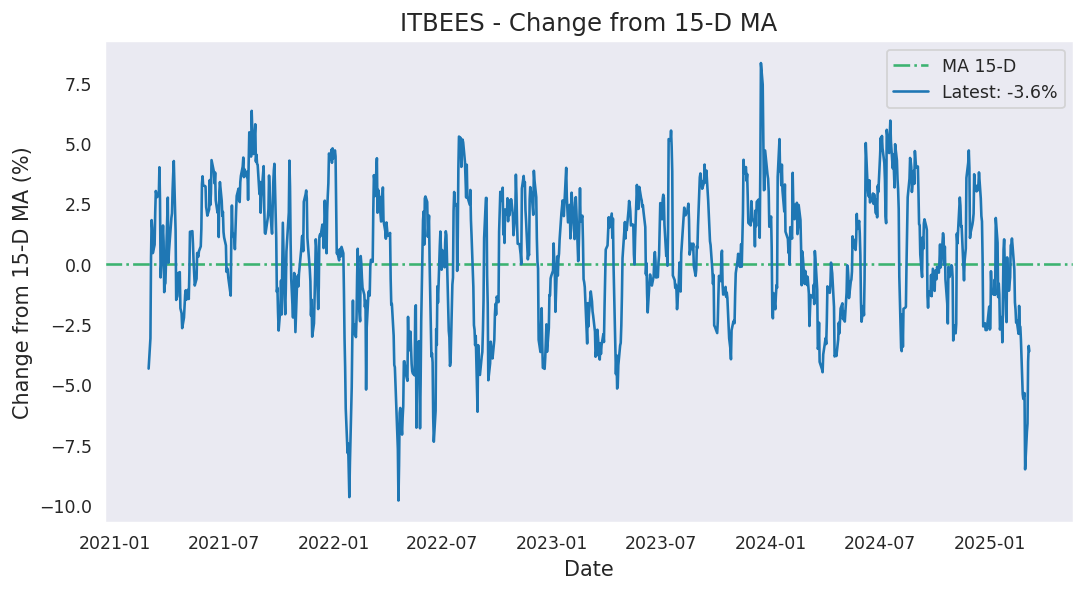 ITBEES - Change from 15-D MA
MA 15-D
Latest: -3.6%
Change from 15-D MA (%)
7.5
5.0
2.5
0.0
−2.5
−5.0
−7.5
−10.0
2021-01 2021-07 2022-01 2022-07 2023-01 2023-07 2024-01 2024-07 2025-01
Date